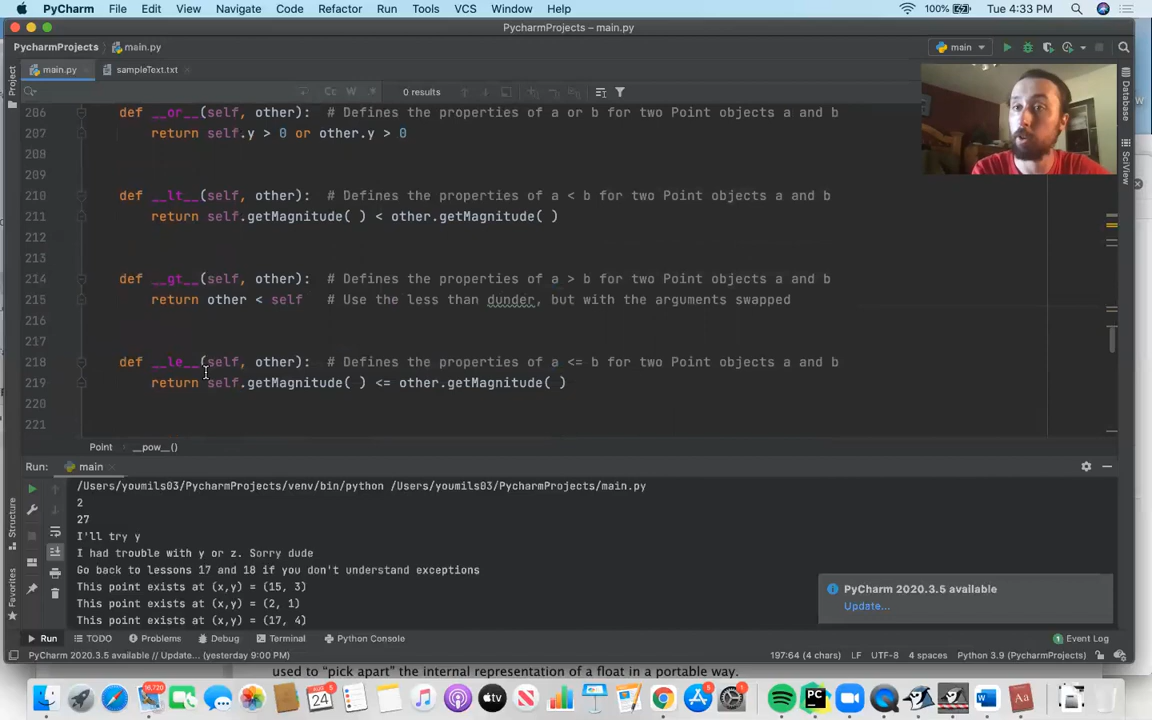 PyCharm File Edit View Navigate Code Refactor Run Tools VCS Window Help 100% Tue 4:33 PM
PycharmProjects – main.py
PycharmProjects main.py main
main.py sampleText.txt
Cc W .* 0 results
206 def __or__(self, other): # Defines the properties of a or b for two Point objects a and b
207 return self.y > 0 or other.y > 0
208
209
210 def __lt__(self, other): # Defines the properties of a < b for two Point objects a and b
211 return self.getMagnitude( ) < other.getMagnitude( )
212
213
214 def __gt__(self, other): # Defines the properties of a > b for two Point objects a and b
215 return other < self # Use the less than dunder, but with the arguments swapped
216
217
218 def __le__(self, other): # Defines the properties of a <= b for two Point objects a and b
219 return self.getMagnitude( ) <= other.getMagnitude( )
220
221
Point __pow__()
Run: main
/Users/youmils03/PycharmProjects/venv/bin/python /Users/youmils03/PycharmProjects/main.py
2
27
I'll try y
I had trouble with y or z. Sorry dude
Go back to lessons 17 and 18 if you don't understand exceptions
This point exists at (x,y) = (15, 3)
This point exists at (x,y) = (2, 1)
This point exists at (x,y) = (17, 4)
PyCharm 2020.3.5 available
Update...
Run TODO Problems Debug Terminal Python Console 1 Event Log
PyCharm 2020.3.5 available // Update... (yesterday 9:00 PM) 197:64 (4 chars) LF UTF-8 4 spaces Python 3.9 (PycharmProjects)
used to “pick apart” the internal representation of a float in a portable way.
Project
Structure
Favorites
Database
SciView
16,720
24
5